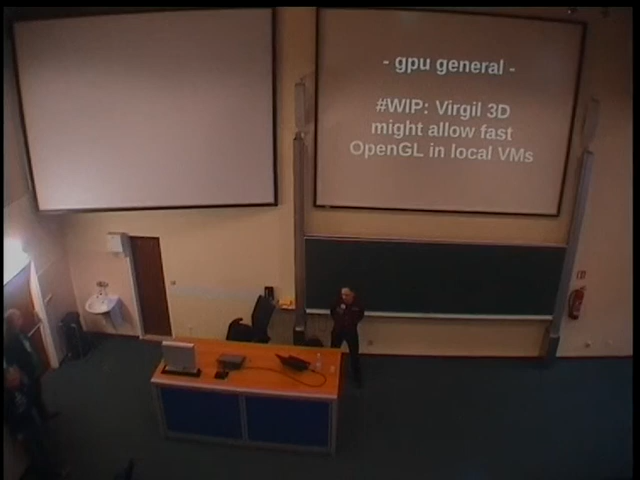 - gpu general -
#WIP: Virgil 3D
might allow fast
OpenGL in local VMs